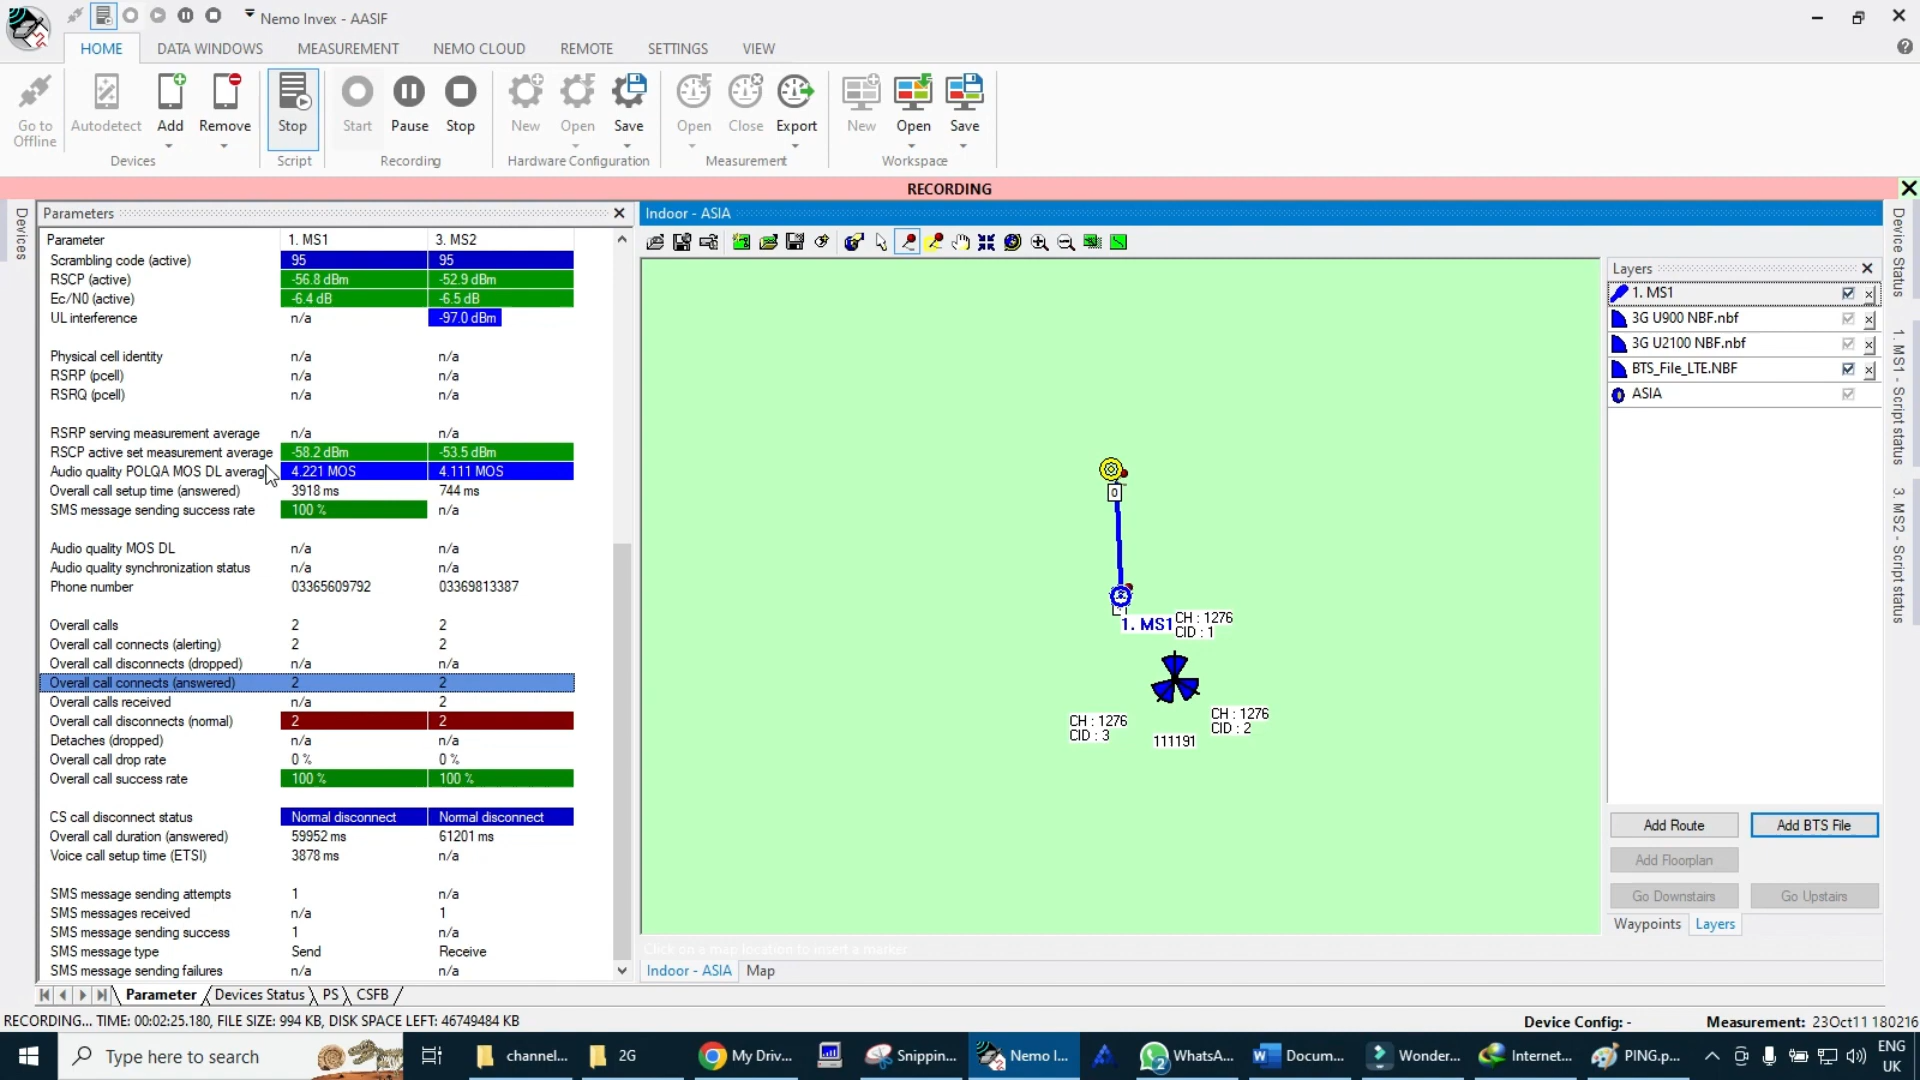 Nemo Invex - AASIF
HOME DATA WINDOWS MEASUREMENT NEMO CLOUD REMOTE SETTINGS VIEW
Go to Offline Autodetect Add Remove Stop Start Pause Stop New Open Save Open Close Export New Open Save
Devices Script Recording Hardware Configuration Measurement Workspace
RECORDING
Devices
Parameters
Parameter 1. MS1 3. MS2
Scrambling code (active) 95 95
RSCP (active) -56.8 dBm -52.9 dBm
Ec/N0 (active) -6.4 dB -6.5 dB
UL interference n/a -97.0 dBm
Physical cell identity n/a n/a
RSRP (pcell) n/a n/a
RSRQ (pcell) n/a n/a
RSRP serving measurement average n/a n/a
RSCP active set measurement average -58.2 dBm -53.5 dBm
Audio quality POLQA MOS DL averag 4.221 MOS 4.111 MOS
Overall call setup time (answered) 3918 ms 744 ms
SMS message sending success rate 100 % n/a
Audio quality MOS DL n/a n/a
Audio quality synchronization status n/a n/a
Phone number 03365609792 03369813387
Overall calls 2 2
Overall call connects (alerting) 2 2
Overall call disconnects (dropped) n/a n/a
Overall call connects (answered) 2 2
Overall calls received n/a 2
Overall call disconnects (normal) 2 2
Detaches (dropped) n/a n/a
Overall call drop rate 0 % 0 %
Overall call success rate 100 % 100 %
CS call disconnect status Normal disconnect Normal disconnect
Overall call duration (answered) 59952 ms 61201 ms
Voice call setup time (ETSI) 3878 ms n/a
SMS message sending attempts 1 n/a
SMS messages received n/a 1
SMS message sending success 1 n/a
SMS message type Send Receive
SMS message sending failures n/a n/a
Parameter Devices Status PS CSFB
Indoor - ASIA
0
1. MS1
CH : 1276
CID : 1
CH : 1276
CID : 3
CH : 1276
CID : 2
111191
Click on a map location to insert a marker
Indoor - ASIA Map
Layers
1. MS1
3G U900 NBF.nbf
3G U2100 NBF.nbf
BTS_File_LTE.NBF
ASIA
Add Route Add BTS File
Add Floorplan
Go Downstairs Go Upstairs
Waypoints Layers
Device Status
1. MS1 - Script status
3. MS2 - Script status
RECORDING... TIME: 00:02:25.180, FILE SIZE: 994 KB, DISK SPACE LEFT: 46749484 KB Device Config: - Measurement: 23Oct11 180216
Type here to search channel... 2G My Driv... Snippin... Nemo I... WhatsA... Docum... Wonder... Internet... PING.p... ENG
UK